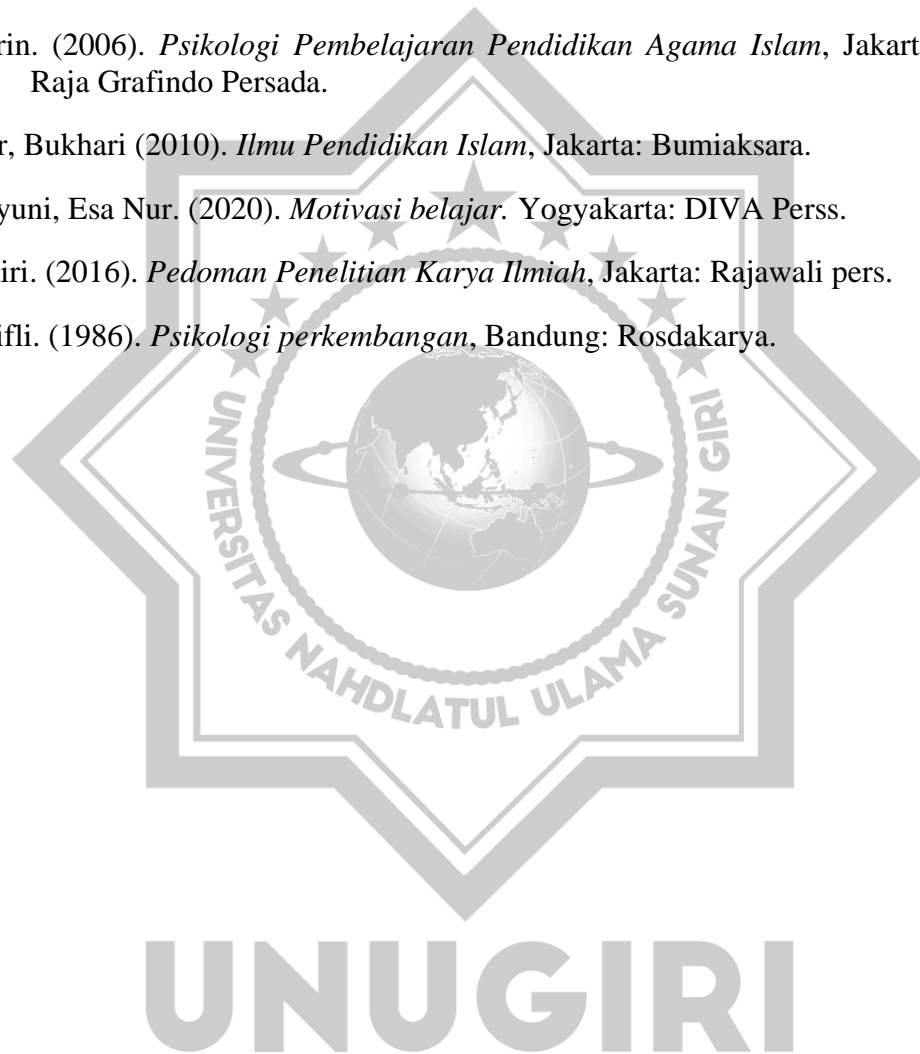 rin. (2006). Psikologi Pembelajaran Pendidikan Agama Islam, Jakart
Raja Grafindo Persada.
r, Bukhari (2010). Ilmu Pendidikan Islam, Jakarta: Bumiaksara.
yuni, Esa Nur. (2020). Motivasi belajar. Yogyakarta: DIVA Perss.
iri. (2016). Pedoman Penelitian Karya Ilmiah, Jakarta: Rajawali pers.
ifli. (1986). Psikologi perkembangan, Bandung: Rosdakarya.
UNIVERSITAS NAHDLATUL ULAMA SUNAN GIRI
UNUGIRI